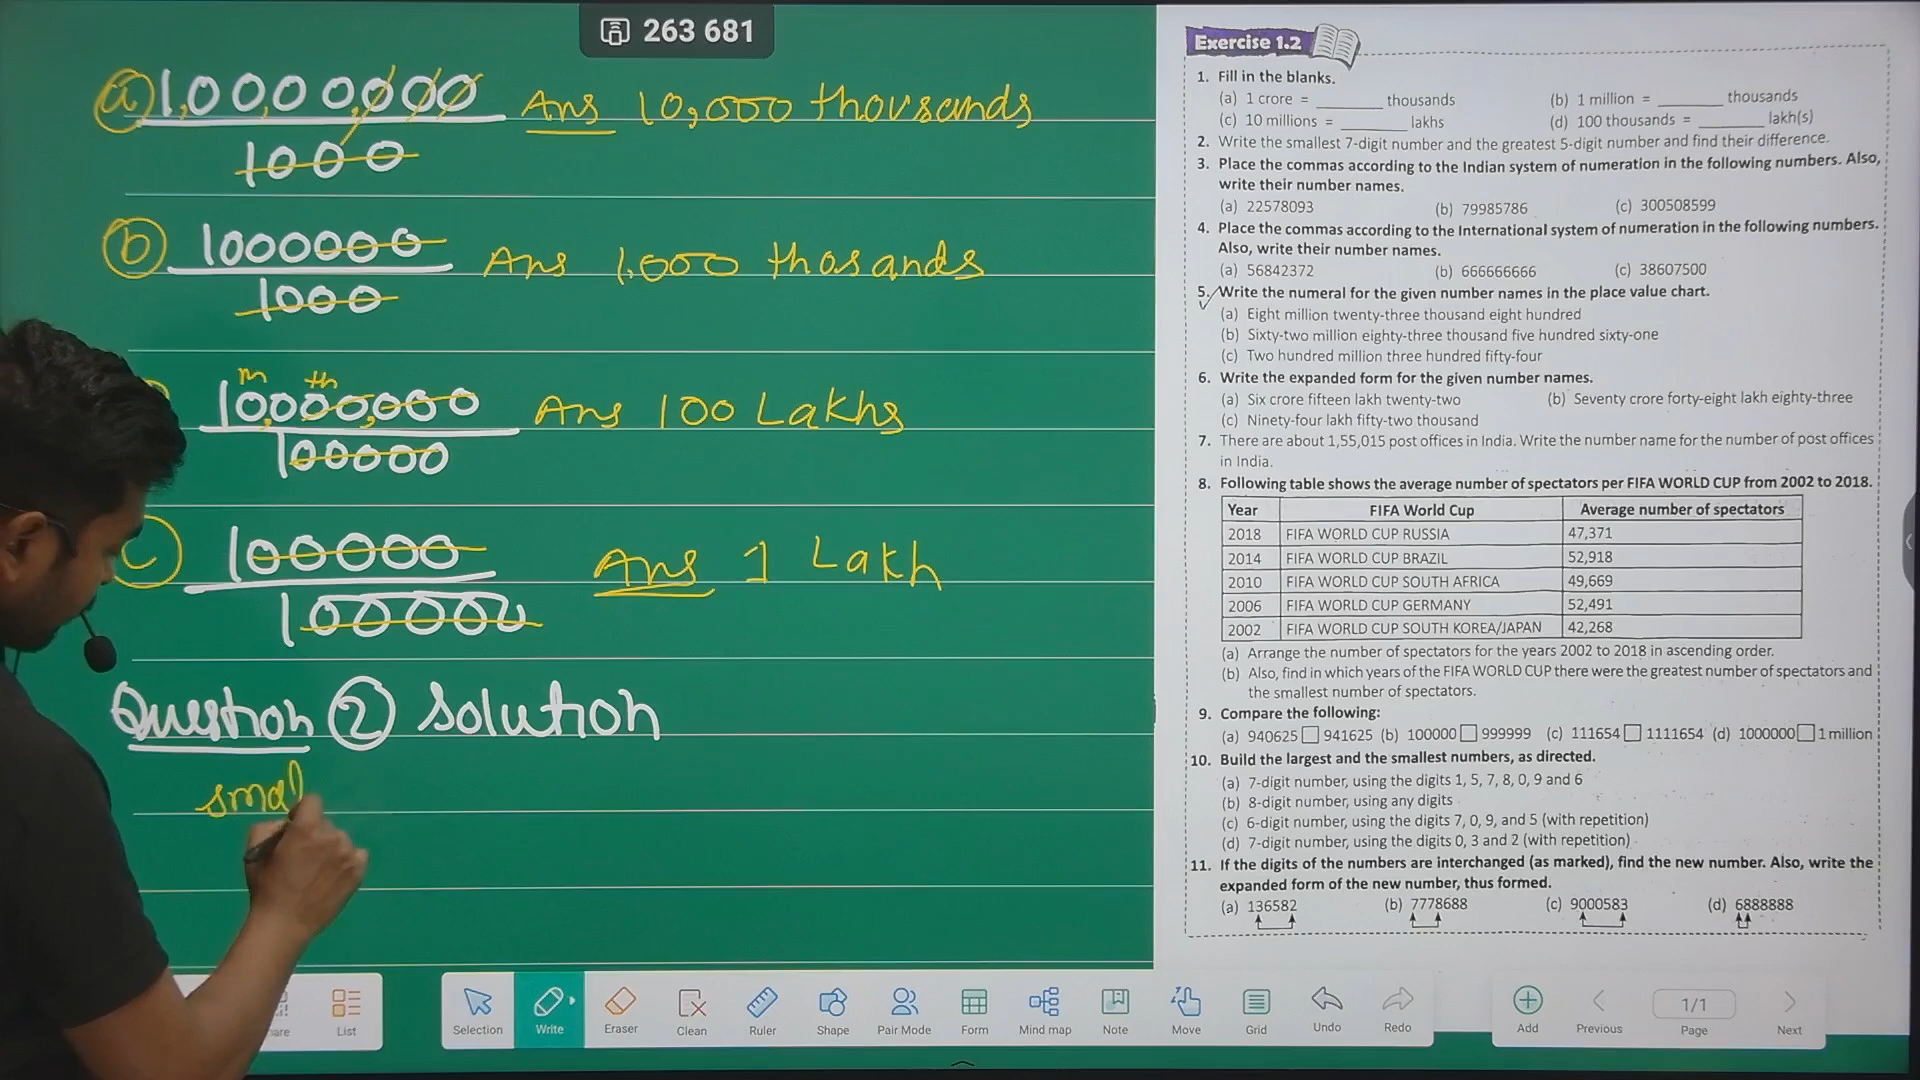 263 681
a 1,00,00,000 Ans 10,000 thousands
1000
b 1000000 Ans 1,000 thosands
1000
m th
10,000,000 Ans 100 Lakhs
100000
C 100000 Ans 1 Lakh
100000
Question 2 Solution
smal
Exercise 1.2
1. Fill in the blanks.
(a) 1 crore = ______ thousands (b) 1 million = ______ thousands
(c) 10 millions = ______ lakhs (d) 100 thousands = ______ lakh(s)
2. Write the smallest 7-digit number and the greatest 5-digit number and find their difference.
3. Place the commas according to the Indian system of numeration in the following numbers. Also,
write their number names.
(a) 22578093 (b) 79985786 (c) 300508599
4. Place the commas according to the International system of numeration in the following numbers.
Also, write their number names.
(a) 56842372 (b) 666666666 (c) 38607500
5. Write the numeral for the given number names in the place value chart.
(a) Eight million twenty-three thousand eight hundred
(b) Sixty-two million eighty-three thousand five hundred sixty-one
(c) Two hundred million three hundred fifty-four
6. Write the expanded form for the given number names.
(a) Six crore fifteen lakh twenty-two (b) Seventy crore forty-eight lakh eighty-three
(c) Ninety-four lakh fifty-two thousand
7. There are about 1,55,015 post offices in India. Write the number name for the number of post offices
in India.
8. Following table shows the average number of spectators per FIFA WORLD CUP from 2002 to 2018.
Year FIFA World Cup Average number of spectators
2018 FIFA WORLD CUP RUSSIA 47,371
2014 FIFA WORLD CUP BRAZIL 52,918
2010 FIFA WORLD CUP SOUTH AFRICA 49,669
2006 FIFA WORLD CUP GERMANY 52,491
2002 FIFA WORLD CUP SOUTH KOREA/JAPAN 42,268
(a) Arrange the number of spectators for the years 2002 to 2018 in ascending order.
(b) Also, find in which years of the FIFA WORLD CUP there were the greatest number of spectators and
the smallest number of spectators.
9. Compare the following:
(a) 940625 □ 941625 (b) 100000 □ 999999 (c) 111654 □ 1111654 (d) 1000000 □ 1 million
10. Build the largest and the smallest numbers, as directed.
(a) 7-digit number, using the digits 1, 5, 7, 8, 0, 9 and 6
(b) 8-digit number, using any digits
(c) 6-digit number, using the digits 7, 0, 9, and 5 (with repetition)
(d) 7-digit number, using the digits 0, 3 and 2 (with repetition)
11. If the digits of the numbers are interchanged (as marked), find the new number. Also, write the
expanded form of the new number, thus formed.
(a) 136582 (b) 7778688 (c) 9000583 (d) 6888888
List Selection Write Eraser Clean Ruler Shape Pair Mode Form Mind map Note Move Grid Undo Redo Add Previous 1/1 Page Next